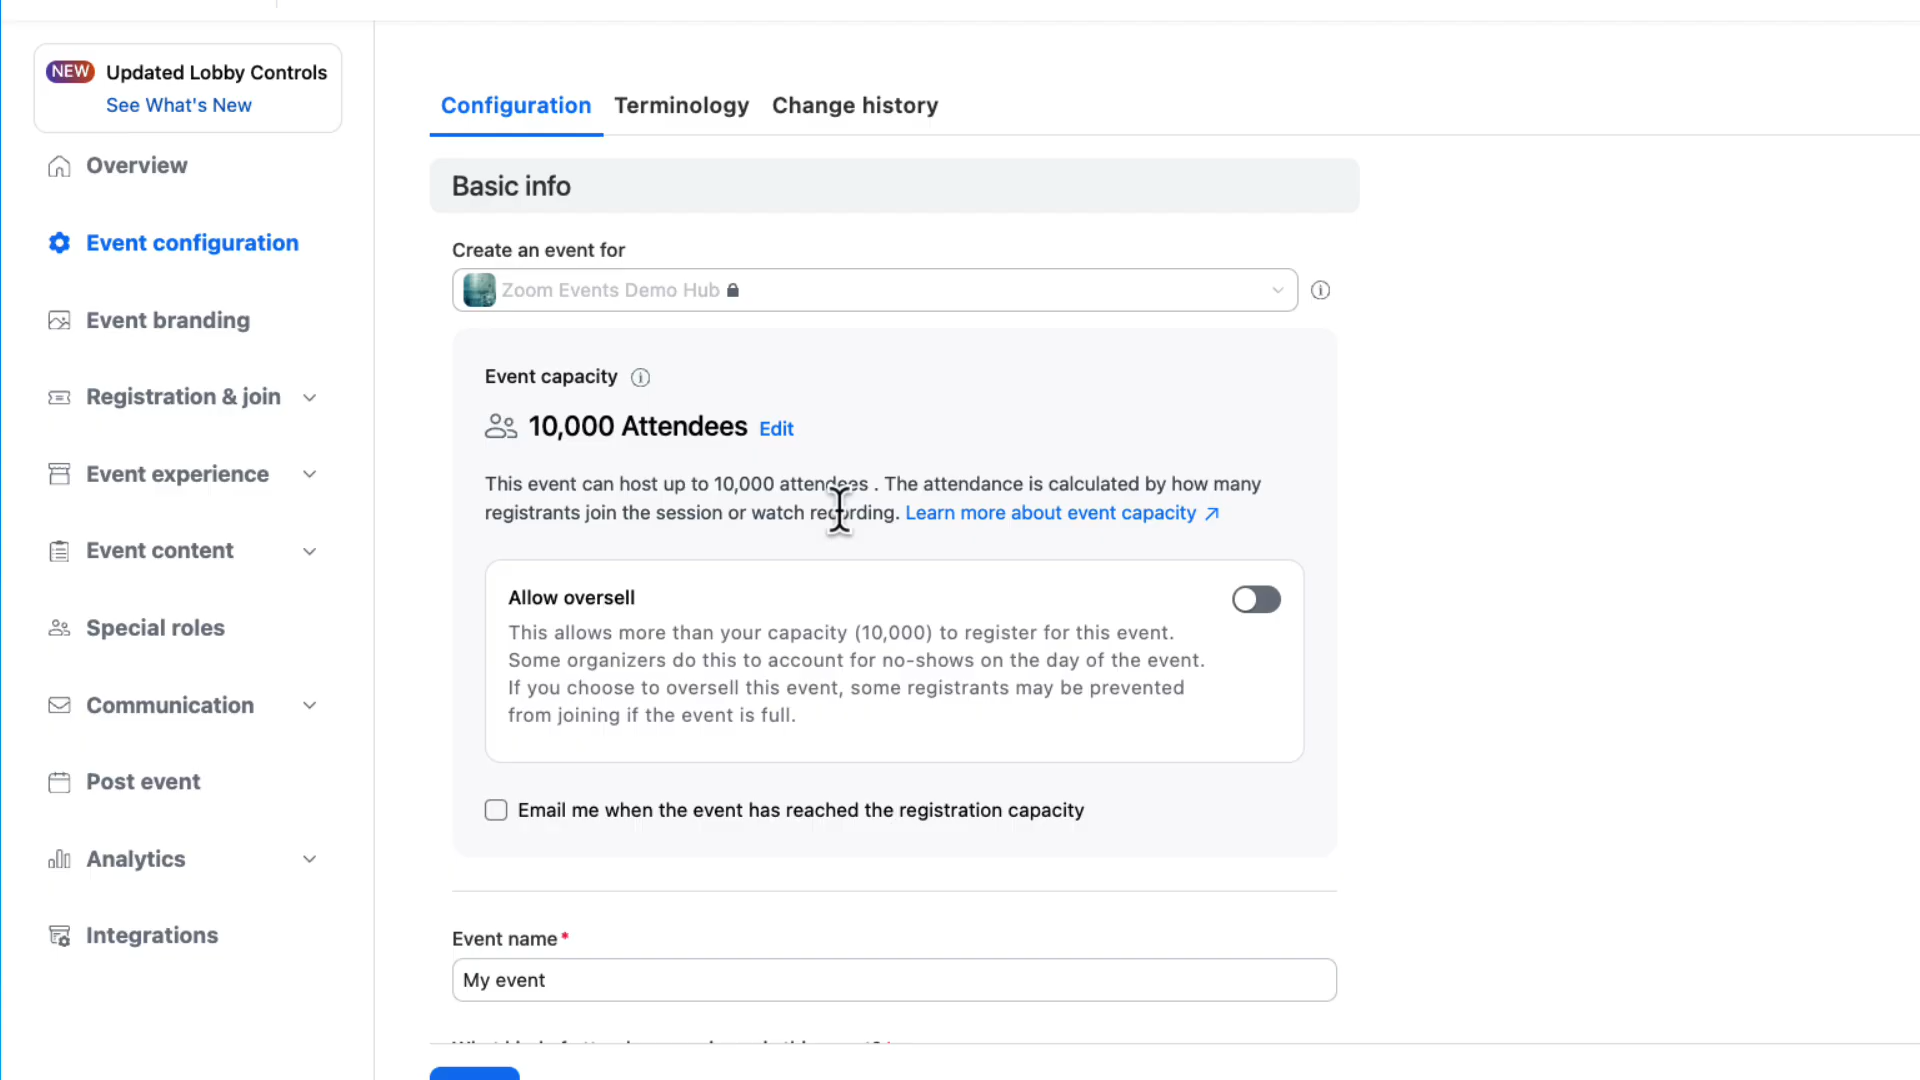 NEW Updated Lobby Controls
See What's New
Overview
Event configuration
Event branding
Registration & join
Event experience
Event content
Special roles
Communication
Post event
Analytics
Integrations
Configuration Terminology Change history
Basic info
Create an event for
Zoom Events Demo Hub
Event capacity
10,000 Attendees Edit
This event can host up to 10,000 attendees . The attendance is calculated by how many
registrants join the session or watch recording. Learn more about event capacity
Allow oversell
This allows more than your capacity (10,000) to register for this event.
Some organizers do this to account for no-shows on the day of the event.
If you choose to oversell this event, some registrants may be prevented
from joining if the event is full.
Email me when the event has reached the registration capacity
Event name*
My event